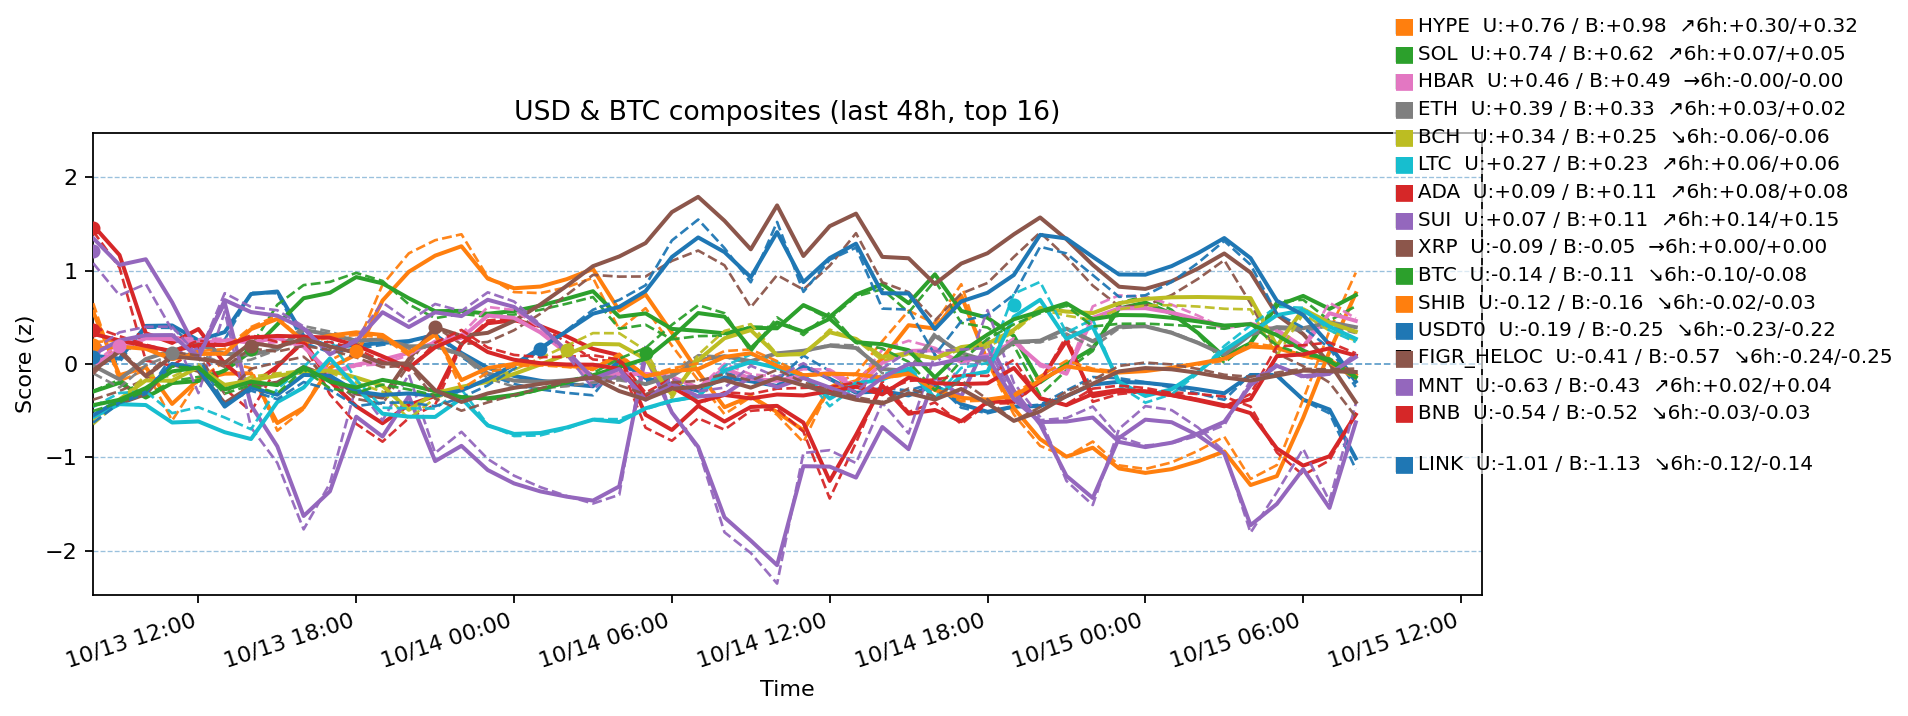 HYPE U:+0.76 / B:+0.98 ↗6h:+0.30/+0.32
SOL U:+0.74 / B:+0.62 ↗6h:+0.07/+0.05
HBAR U:+0.46 / B:+0.49 →6h:-0.00/-0.00
ETH U:+0.39 / B:+0.33 ↗6h:+0.03/+0.02
BCH U:+0.34 / B:+0.25 ↘6h:-0.06/-0.06
LTC U:+0.27 / B:+0.23 ↗6h:+0.06/+0.06
ADA U:+0.09 / B:+0.11 ↗6h:+0.08/+0.08
SUI U:+0.07 / B:+0.11 ↗6h:+0.14/+0.15
XRP U:-0.09 / B:-0.05 →6h:+0.00/+0.00
BTC U:-0.14 / B:-0.11 ↘6h:-0.10/-0.08
SHIB U:-0.12 / B:-0.16 ↘6h:-0.02/-0.03
USDT0 U:-0.19 / B:-0.25 ↘6h:-0.23/-0.22
FIGR_HELOC U:-0.41 / B:-0.57 ↘6h:-0.24/-0.25
MNT U:-0.63 / B:-0.43 ↗6h:+0.02/+0.04
BNB U:-0.54 / B:-0.52 ↘6h:-0.03/-0.03
LINK U:-1.01 / B:-1.13 ↘6h:-0.12/-0.14
USD & BTC composites (last 48h, top 16)
Score (z)
2
1
0
−1
−2
10/13 12:00
10/13 18:00
10/14 00:00
10/14 06:00
10/14 12:00
10/14 18:00
10/15 00:00
10/15 06:00
10/15 12:00
Time